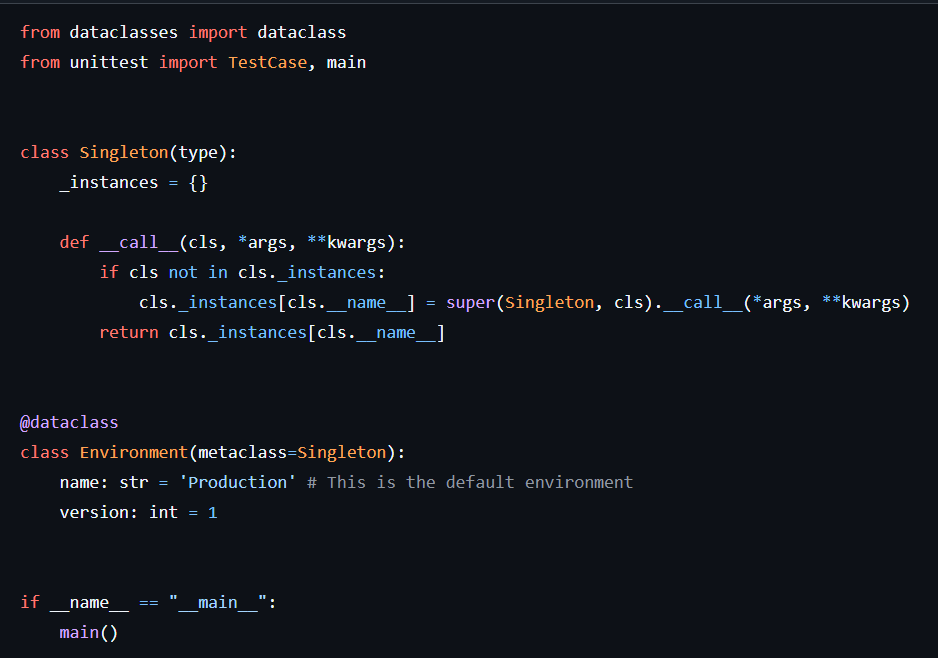 from dataclasses import dataclass
from unittest import TestCase, main
class Singleton(type):
    _instances = {}
    def __call__(cls, *args, **kwargs):
        if cls not in cls._instances:
            cls._instances[cls.__name__] = super(Singleton, cls).__call__(*args, **kwargs)
        return cls._instances[cls.__name__]
@dataclass
class Environment(metaclass=Singleton):
    name: str = 'Production' # This is the default environment
    version: int = 1
if __name__ == "__main__":
    main()